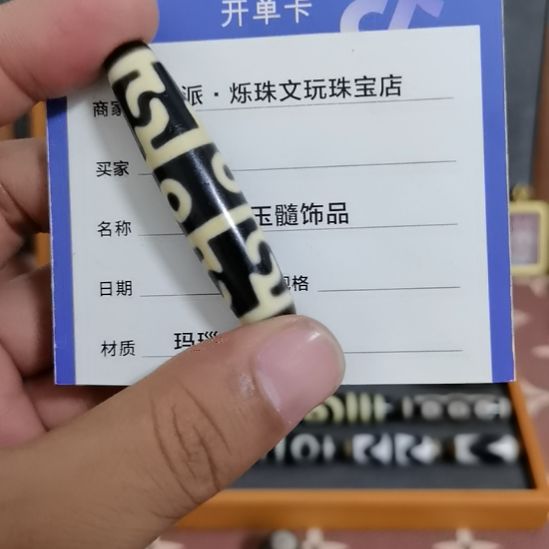 开单卡
商家 派·烁珠文玩珠宝店
买家
名称 玉髓饰品
日期 规格
材质 玛瑙